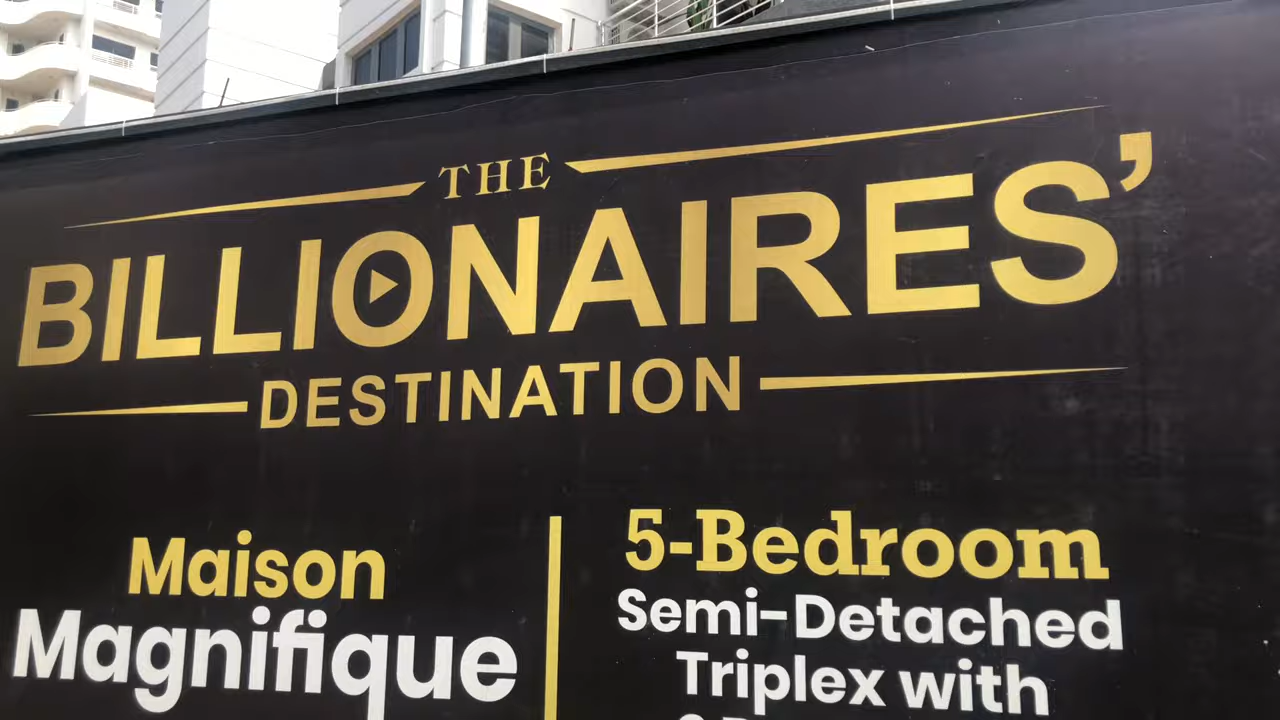 THE
BILLIONAIRES’
DESTINATION
Maison
Magnifique
5-Bedroom
Semi-Detached
Triplex with